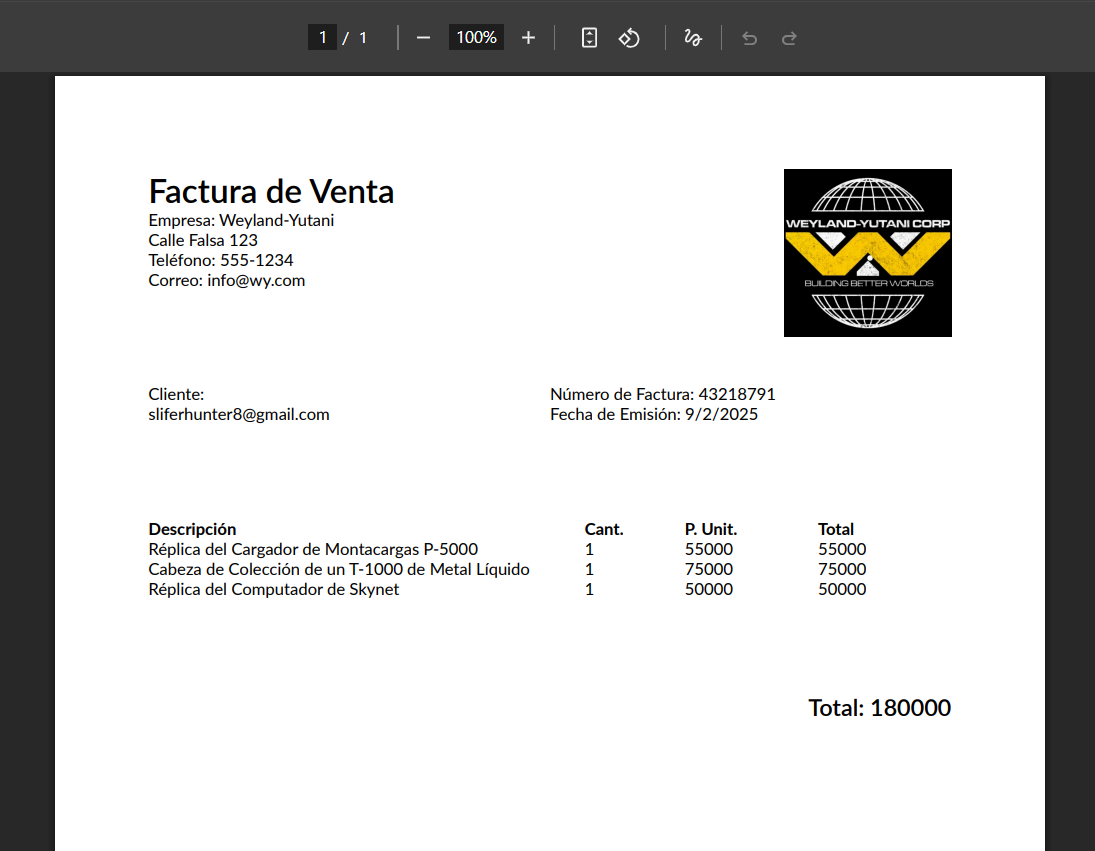 1 / 1
100%
Factura de Venta
Empresa: Weyland-Yutani
Calle Falsa 123
Teléfono: 555-1234
Correo: info@wy.com
WEYLAND-YUTANI CORP
BUILDING BETTER WORLDS
Cliente:
sliferhunter8@gmail.com
Número de Factura: 43218791
Fecha de Emisión: 9/2/2025
Descripción Cant. P. Unit. Total
Réplica del Cargador de Montacargas P-5000 1 55000 55000
Cabeza de Colección de un T-1000 de Metal Líquido 1 75000 75000
Réplica del Computador de Skynet 1 50000 50000
Total: 180000